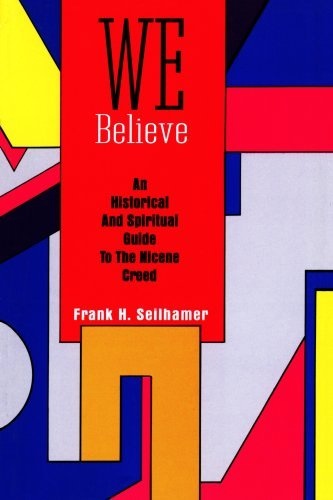 WE
Believe
An
Historical
And Spiritual
Guide
To The Nicene
Creed
Frank H. Seilhamer